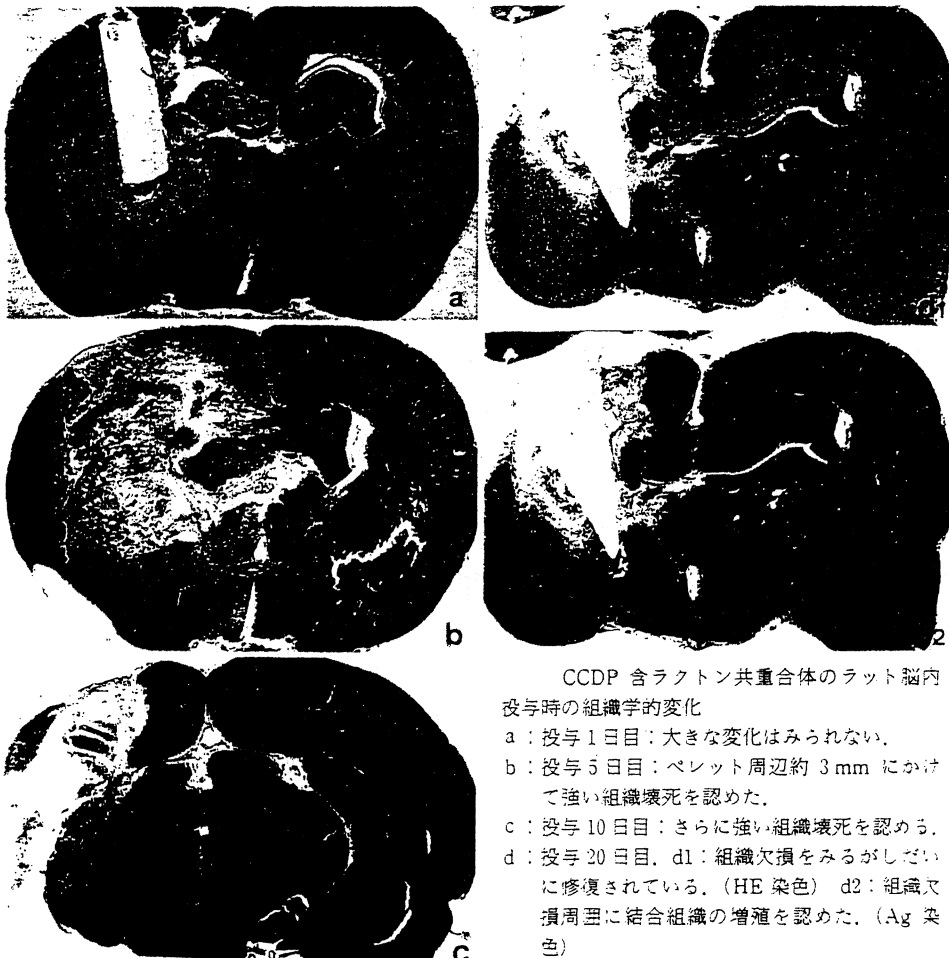 a
1
b
2
c
CCDP 含ラクトン共重合体のラット脳内
投与時の組織学的変化
a：投与1日目：大きな変化はみられない．
b：投与5日目：ペレット周辺約 3mm にかけ
て強い組織壊死を認めた．
c：投与10日目：さらに強い組織壊死を認める．
d：投与20日目．d1：組織欠損をみるがしだい
に修復されている．（HE 染色） d2：組織欠
損周囲に結合組織の増殖を認めた．（Ag 染
色）